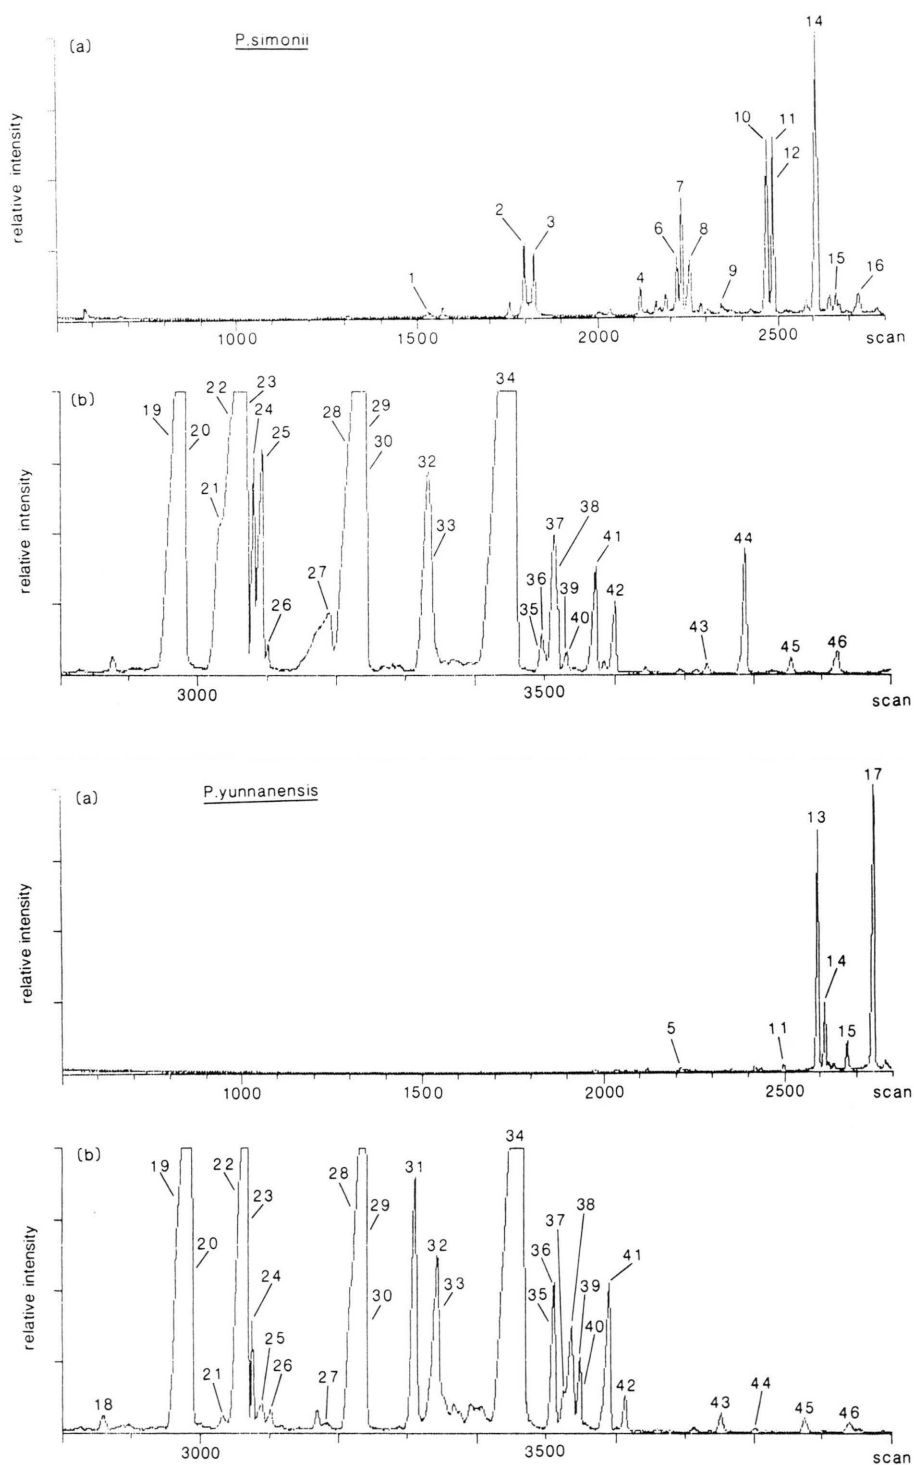 (a) P.simonii 14
10 11
12
7
2 3 6 8
4 9 15 16
1
relative intensity
1000 1500 2000 2500 scan
(b) 22 23 34
19 20 24 25 28 29
30
21 32
33 37 38
27 36 39 41 44
26 35 40 42
43 45 46
relative intensity
3000 3500 scan
(a) P.yunnanensis 17
13
14
5 11 15
relative intensity
1000 1500 2000 2500 scan
(b) 34
19 22 23 28 29 31
20 32 37 38
24 33 36 39 41
25 30 35 40
21 26
18 27 42 43 44 45 46
relative intensity
3000 3500 scan